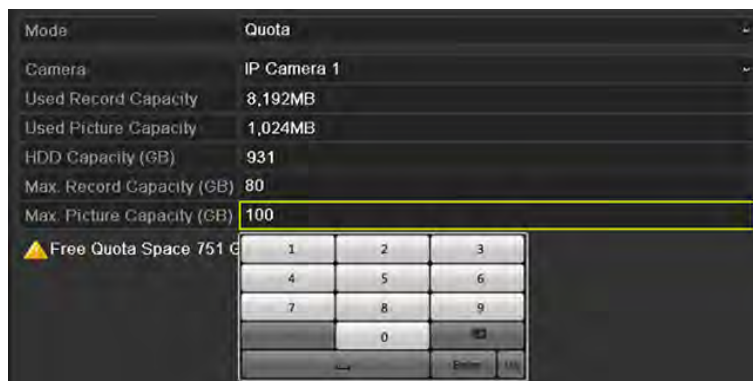 Mode Quota
Camera IP Camera 1
Used Record Capacity 8,192MB
Used Picture Capacity 1,024MB
HDD Capacity (GB) 931
Max. Record Capacity (GB) 80
Max. Picture Capacity (GB) 100
Free Quota Space 751 G
1 2 3
4 5 6
7 8 9
0
Enter